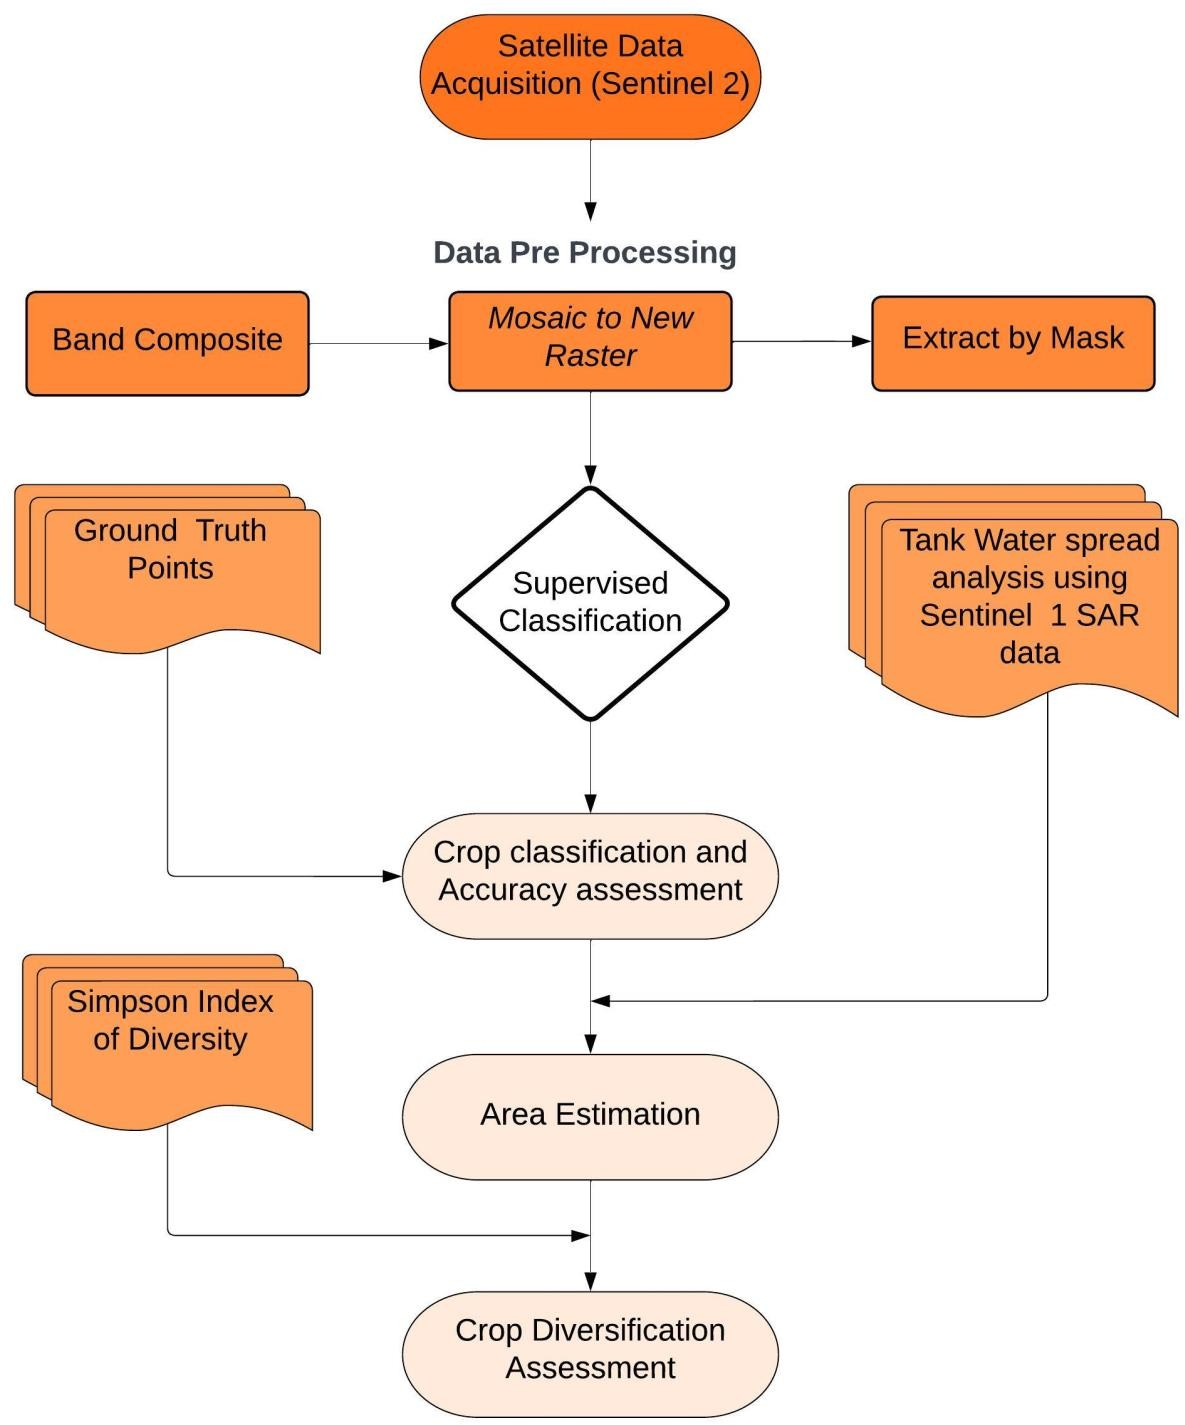 Satellite Data
Acquisition (Sentinel 2)
Data Pre Processing
Band Composite
Mosaic to New
Raster
Extract by Mask
Ground  Truth
Points
Supervised
Classification
Tank Water spread
analysis using
Sentinel  1 SAR
data
Crop classification and
Accuracy assessment
Simpson Index
of Diversity
Area Estimation
Crop Diversification
Assessment